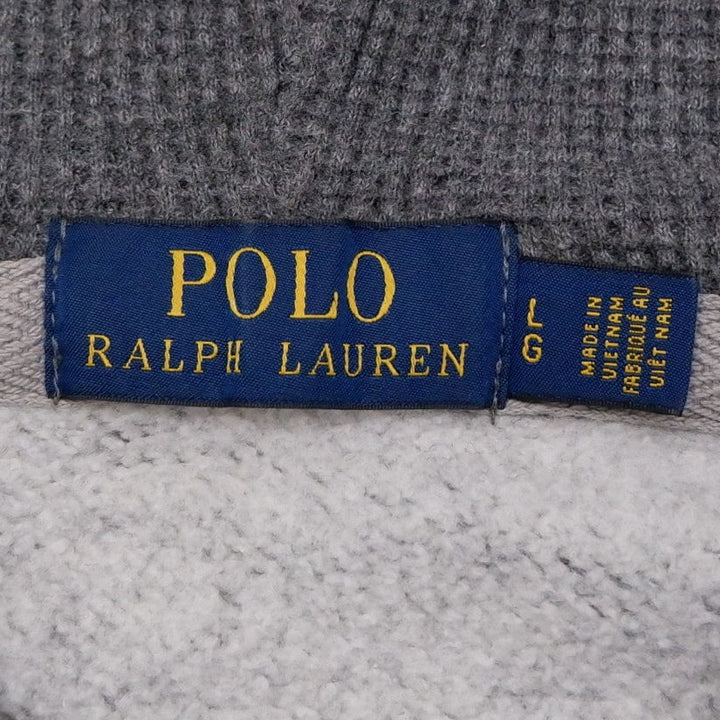 POLO
RALPH LAUREN
L
G
MADE IN
VIETNAM
FABRIQUÉ AU
VIÊT NAM